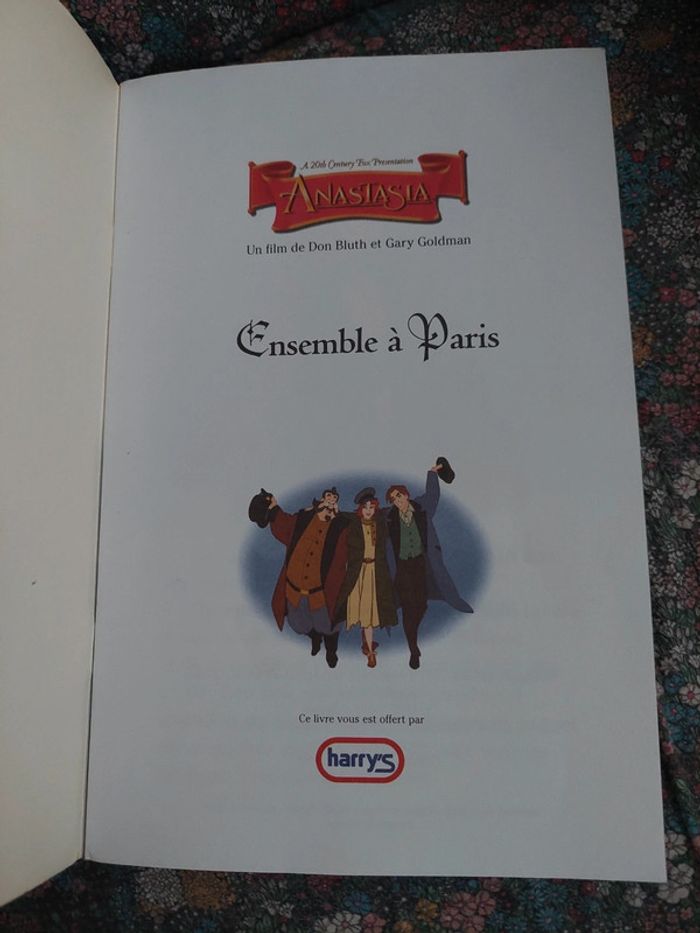 A 20th Century Fox Presentation
ANASTASIA
Un film de Don Bluth et Gary Goldman
Ensemble à Paris
Ce livre vous est offert par
harry's